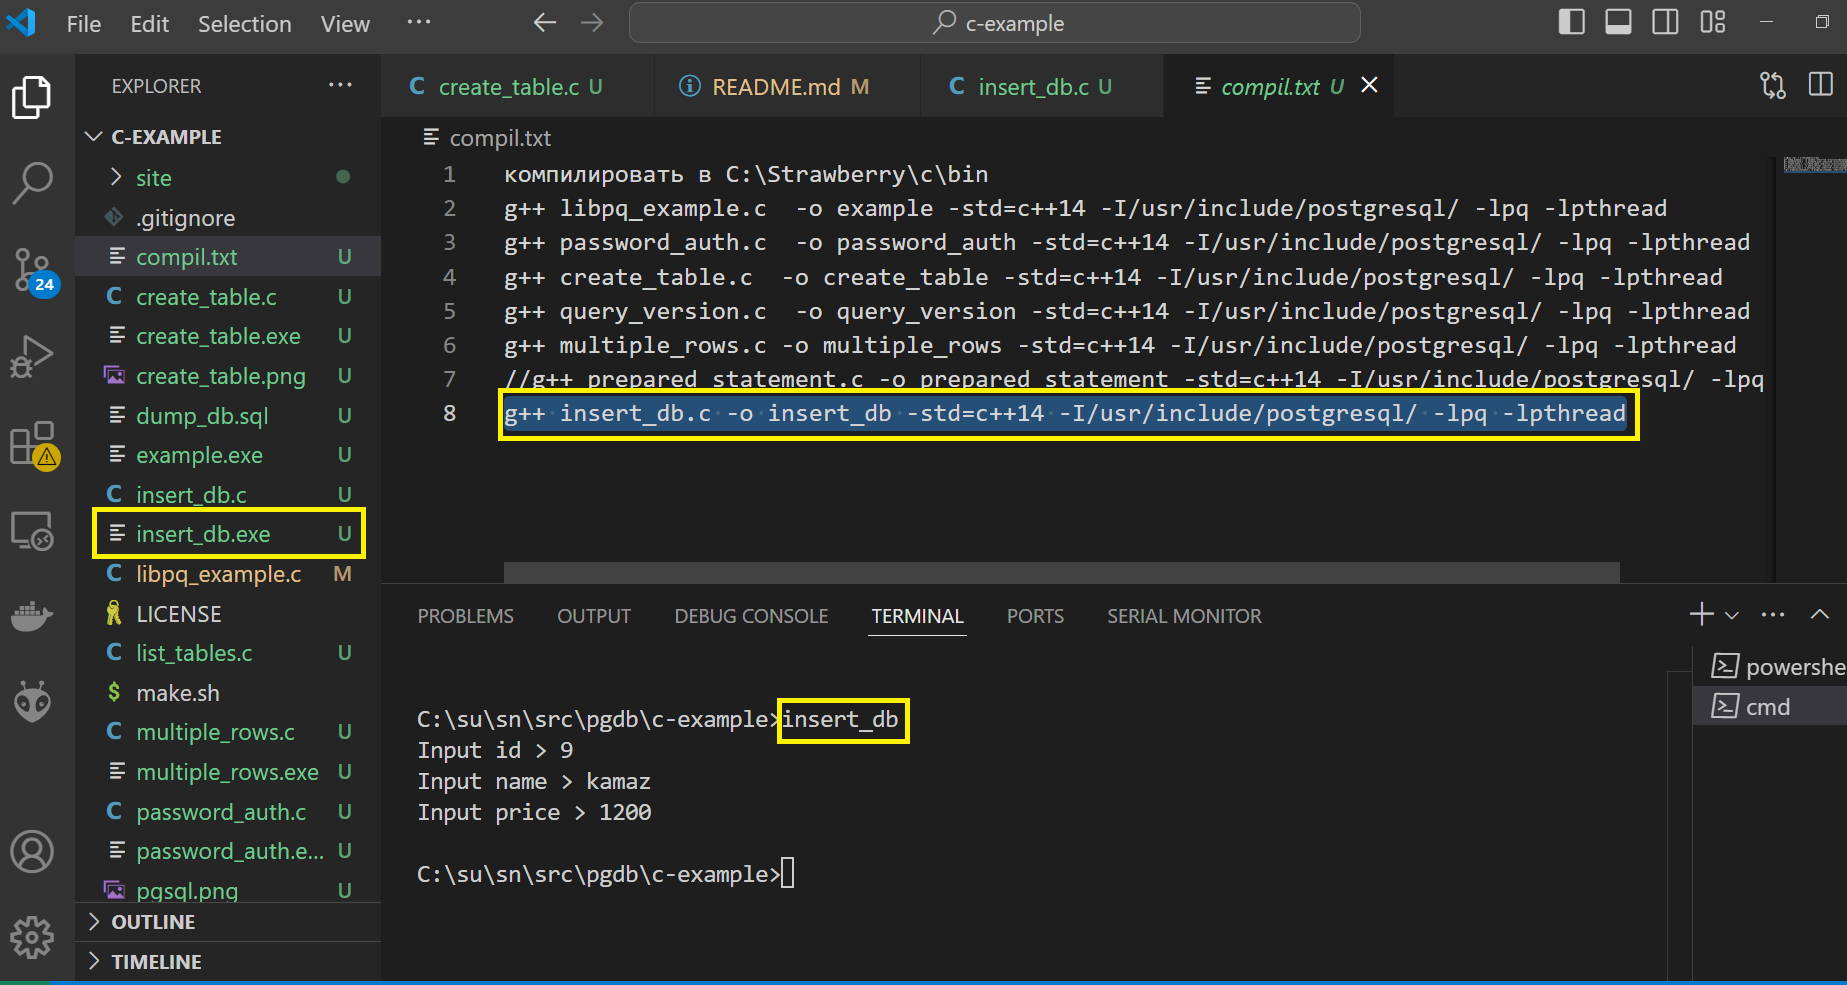 File Edit Selection View ···
c-example
EXPLORER ···
C-EXAMPLE
site
.gitignore
compil.txt U
create_table.c U
create_table.exe U
create_table.png U
dump_db.sql U
example.exe U
insert_db.c U
insert_db.exe U
libpq_example.c M
LICENSE
list_tables.c U
make.sh
multiple_rows.c U
multiple_rows.exe U
password_auth.c U
password_auth.e... U
pgsql.png U
OUTLINE
TIMELINE
24
create_table.c U
README.md M
insert_db.c U
compil.txt U
compil.txt
1 компилировать в C:\Strawberry\c\bin
2 g++ libpq_example.c  -o example -std=c++14 -I/usr/include/postgresql/ -lpq -lpthread
3 g++ password_auth.c  -o password_auth -std=c++14 -I/usr/include/postgresql/ -lpq -lpthread
4 g++ create_table.c  -o create_table -std=c++14 -I/usr/include/postgresql/ -lpq -lpthread
5 g++ query_version.c  -o query_version -std=c++14 -I/usr/include/postgresql/ -lpq -lpthread
6 g++ multiple_rows.c -o multiple_rows -std=c++14 -I/usr/include/postgresql/ -lpq -lpthread
7 //g++ prepared_statement.c -o prepared_statement -std=c++14 -I/usr/include/postgresql/ -lpq
8 g++ insert_db.c -o insert_db -std=c++14 -I/usr/include/postgresql/ -lpq -lpthread
PROBLEMS OUTPUT DEBUG CONSOLE TERMINAL PORTS SERIAL MONITOR
C:\su\sn\src\pgdb\c-example>insert_db
Input id > 9
Input name > kamaz
Input price > 1200
C:\su\sn\src\pgdb\c-example>
powershe
cmd